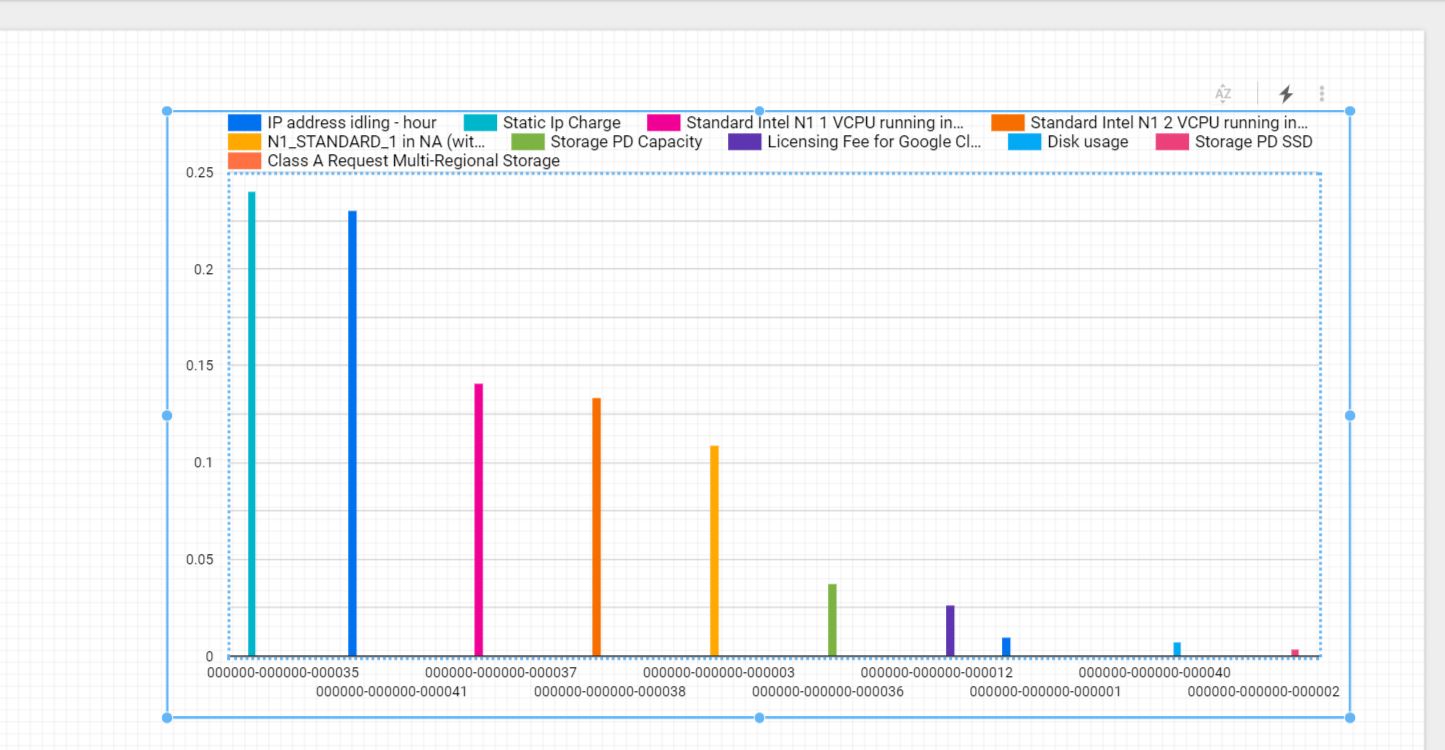 AZ
IP address idling - hour Static Ip Charge Standard Intel N1 1 VCPU running in... Standard Intel N1 2 VCPU running in...
N1_STANDARD_1 in NA (wit... Storage PD Capacity Licensing Fee for Google Cl... Disk usage Storage PD SSD
Class A Request Multi-Regional Storage
0.25
0.2
0.15
0.1
0.05
0
000000-000000-000035 000000-000000-000037 000000-000000-000003 000000-000000-000012 000000-000000-000040
000000-000000-000041 000000-000000-000038 000000-000000-000036 000000-000000-000001 000000-000000-000002